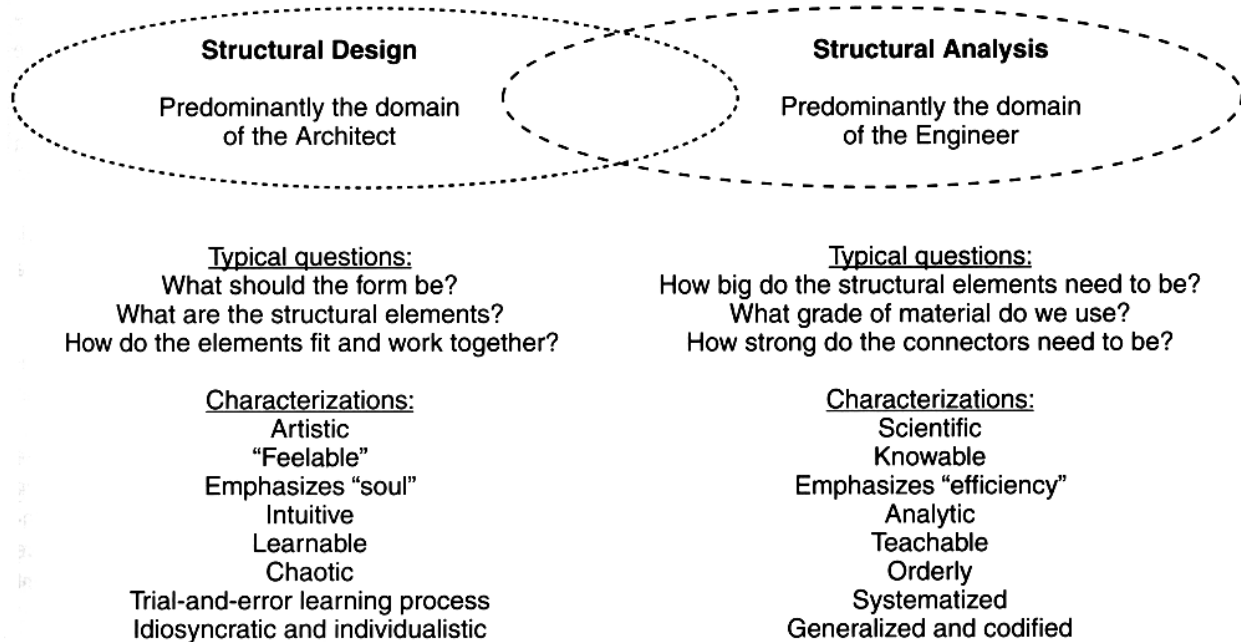 Structural Design
Predominantly the domain
of the Architect
Structural Analysis
Predominantly the domain
of the Engineer
Typical questions:
What should the form be?
What are the structural elements?
How do the elements fit and work together?
Characterizations:
Artistic
“Feelable”
Emphasizes “soul”
Intuitive
Learnable
Chaotic
Trial-and-error learning process
Idiosyncratic and individualistic
Typical questions:
How big do the structural elements need to be?
What grade of material do we use?
How strong do the connectors need to be?
Characterizations:
Scientific
Knowable
Emphasizes “efficiency”
Analytic
Teachable
Orderly
Systematized
Generalized and codified